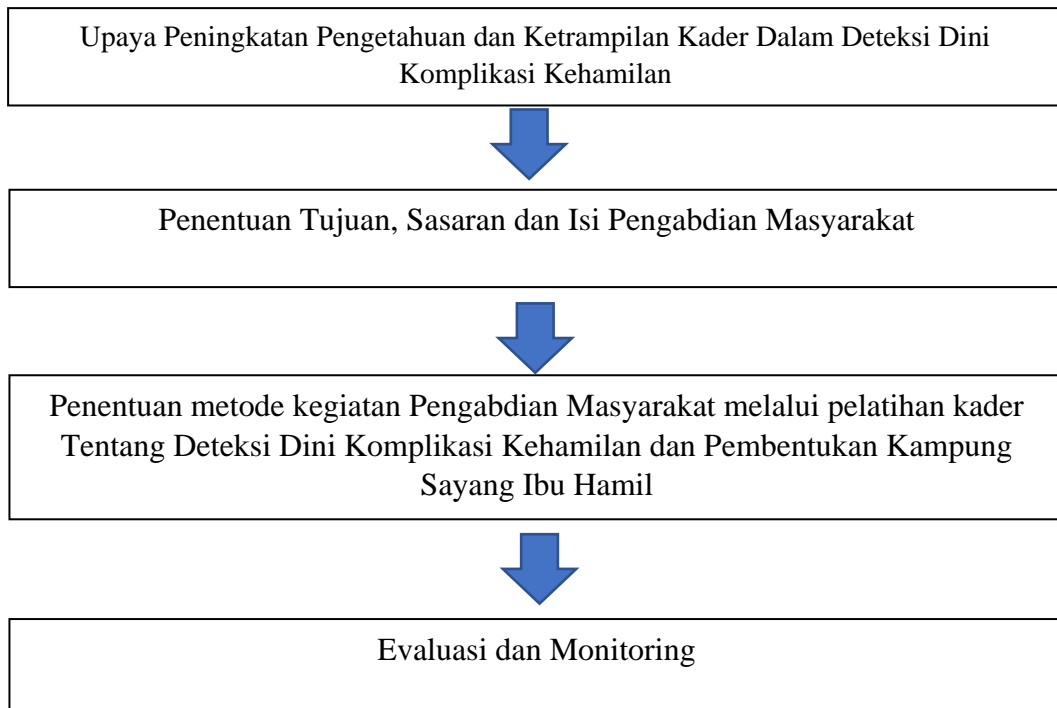 Upaya Peningkatan Pengetahuan dan Ketrampilan Kader Dalam Deteksi Dini
Komplikasi Kehamilan
Penentuan Tujuan, Sasaran dan Isi Pengabdian Masyarakat
Penentuan metode kegiatan Pengabdian Masyarakat melalui pelatihan kader
Tentang Deteksi Dini Komplikasi Kehamilan dan Pembentukan Kampung
Sayang Ibu Hamil
Evaluasi dan Monitoring